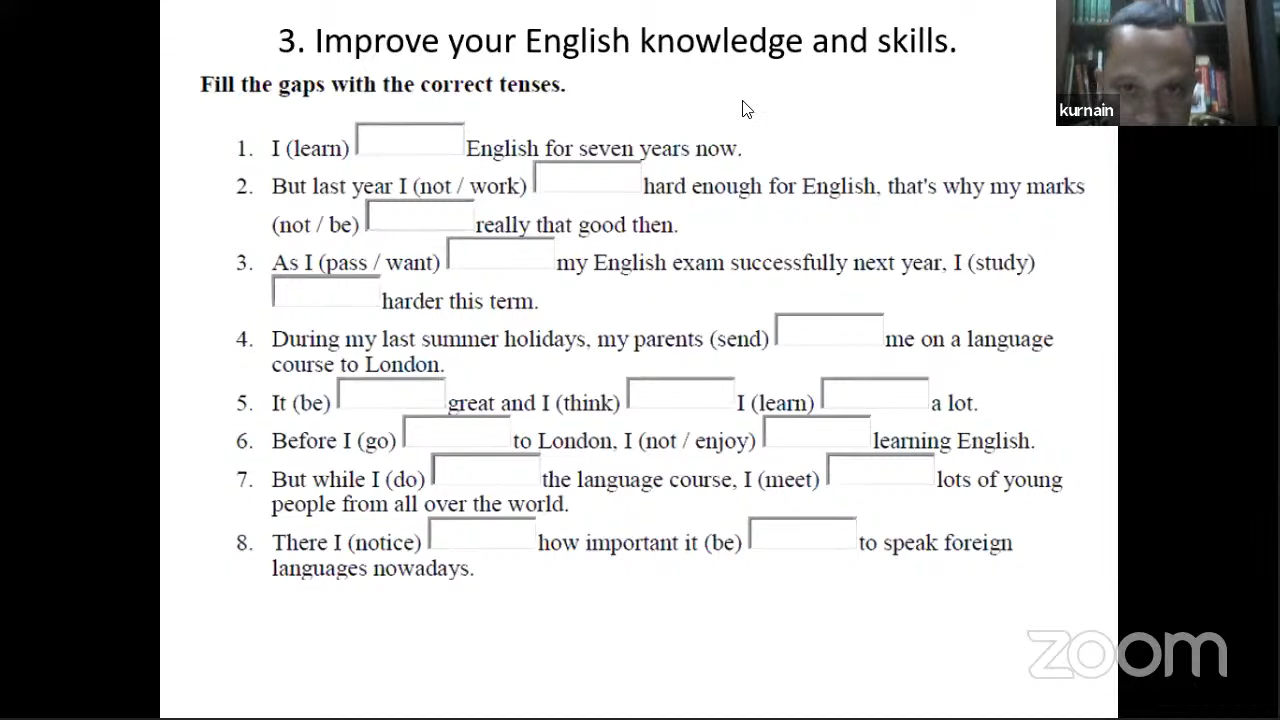 3. Improve your English knowledge and skills.
kurnain
Fill the gaps with the correct tenses.
1. I (learn) English for seven years now.
2. But last year I (not / work) hard enough for English, that's why my marks
(not / be) really that good then.
3. As I (pass / want) my English exam successfully next year, I (study)
harder this term.
4. During my last summer holidays, my parents (send) me on a language
course to London.
5. It (be) great and I (think) I (learn) a lot.
6. Before I (go) to London, I (not / enjoy) learning English.
7. But while I (do) the language course, I (meet) lots of young
people from all over the world.
8. There I (notice) how important it (be) to speak foreign
languages nowadays.
zoom